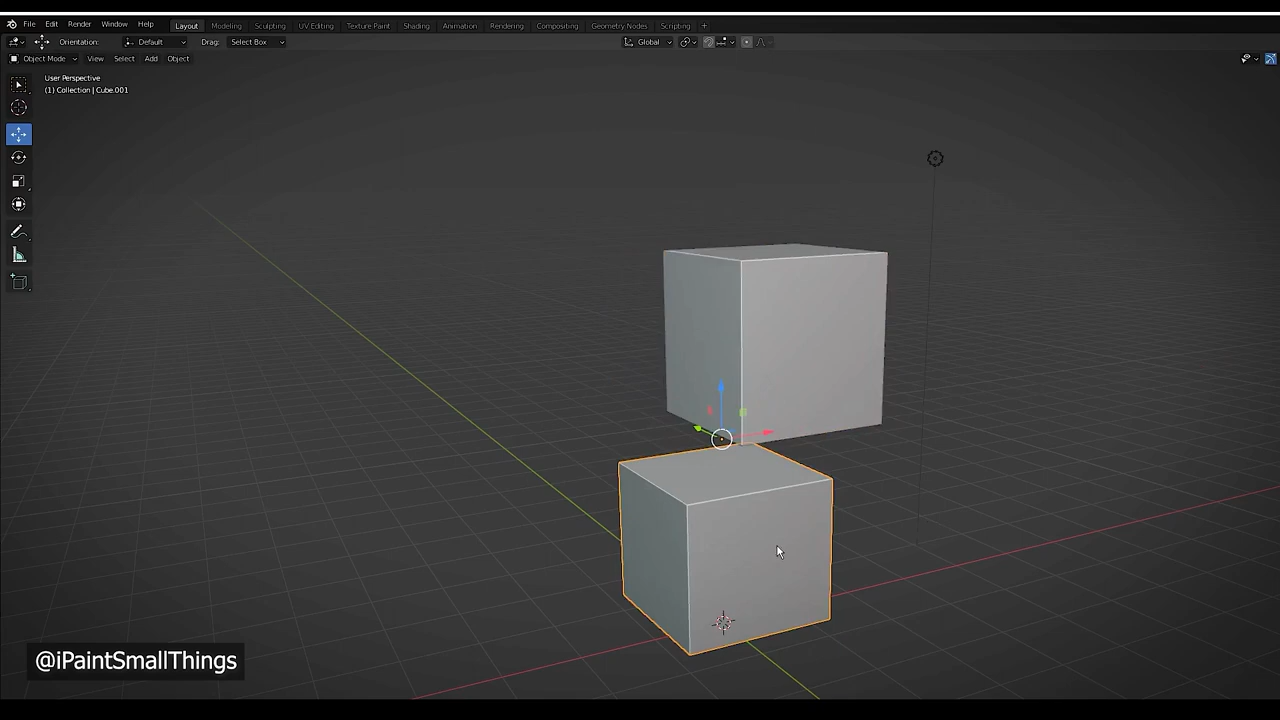 File Edit Render Window Help Layout Modeling Sculpting UV Editing Texture Paint Shading Animation Rendering Compositing Geometry Nodes Scripting +
Orientation: Default Drag: Select Box Global
Object Mode View Select Add Object
User Perspective
(1) Collection | Cube.001
@iPaintSmallThings